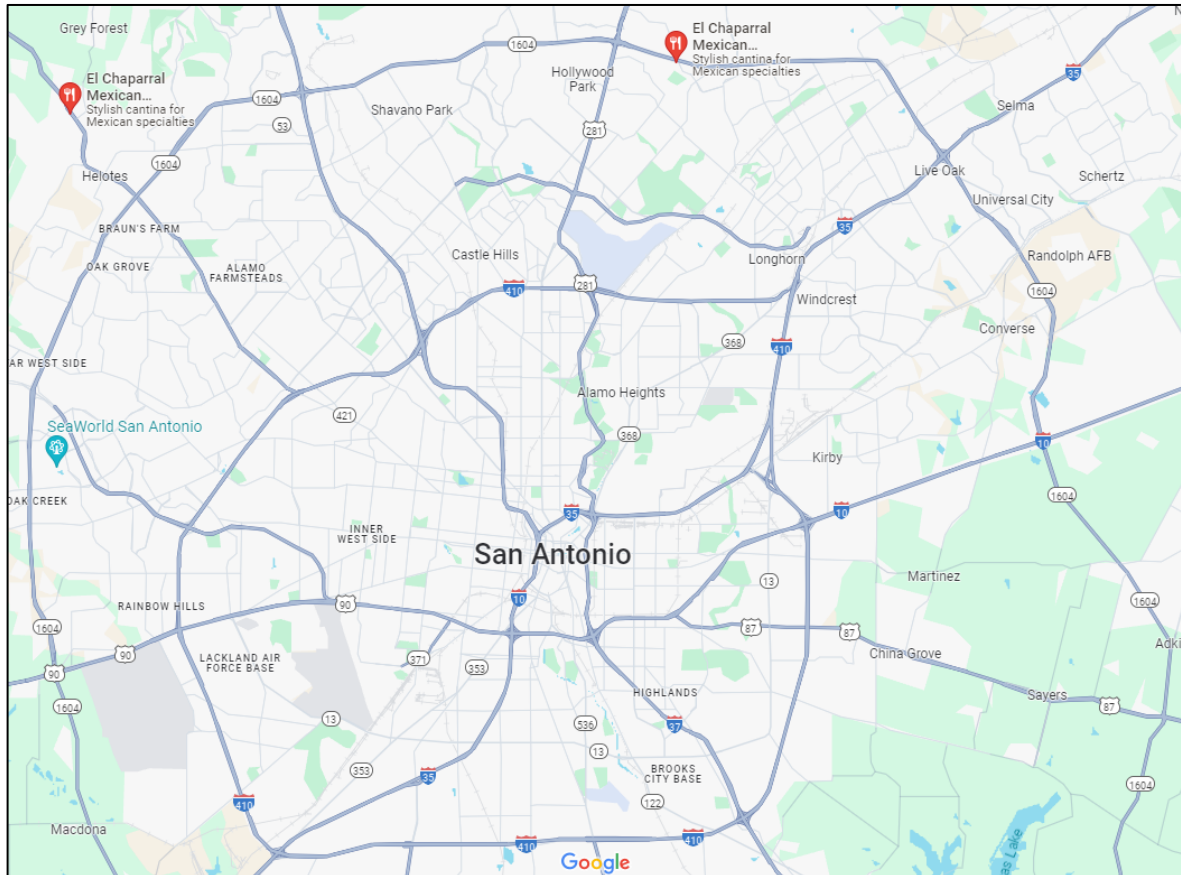 Grey Forest
El Chaparral
Mexican...
Stylish cantina for
Mexican specialties
1604
Hollywood
Park
El Chaparral
Mexican...
Stylish cantina for
Mexican specialties
35
N
1604
Shavano Park
53
281
Selma
1604
Helotes
Live Oak
Schertz
Universal City
BRAUN'S FARM
35
OAK GROVE
ALAMO
FARMSTEADS
Castle Hills
Longhorn
Randolph AFB
410
281
1604
Windcrest
Converse
368
410
AR WEST SIDE
Alamo Heights
421
368
SeaWorld San Antonio
10
Kirby
1604
OAK CREEK
35
10
INNER
WEST SIDE
San Antonio
13
Martinez
RAINBOW HILLS
90
10
1604
1604
87
87
90
LACKLAND AIR
FORCE BASE
371
353
China Grove
Adki
90
HIGHLANDS
Sayers
87
1604
13
536
37
13
353
35
BROOKS
CITY BASE
1604
410
122
Macdona
410
410
Google
as Lake